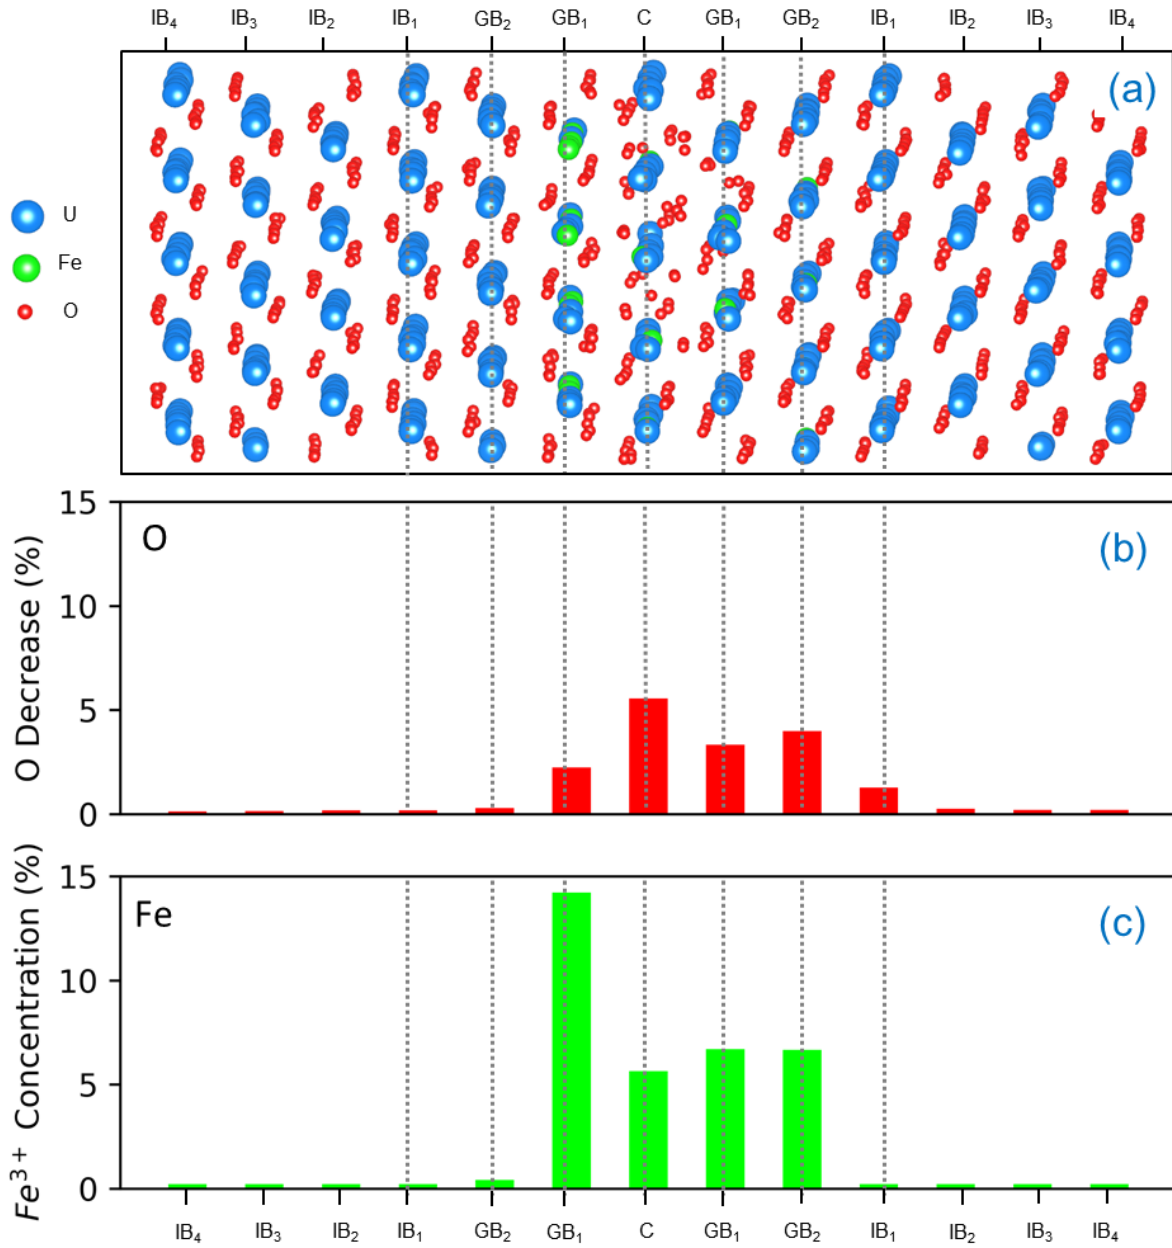 IB₄ IB₃ IB₂ IB₁ GB₂ GB₁ C GB₁ GB₂ IB₁ IB₂ IB₃ IB₄
(a)
U
Fe
O
15
O
(b)
10
5
0
O Decrease (%)
15
Fe
(c)
10
5
0
Fe³⁺ Concentration (%)
IB₄ IB₃ IB₂ IB₁ GB₂ GB₁ C GB₁ GB₂ IB₁ IB₂ IB₃ IB₄